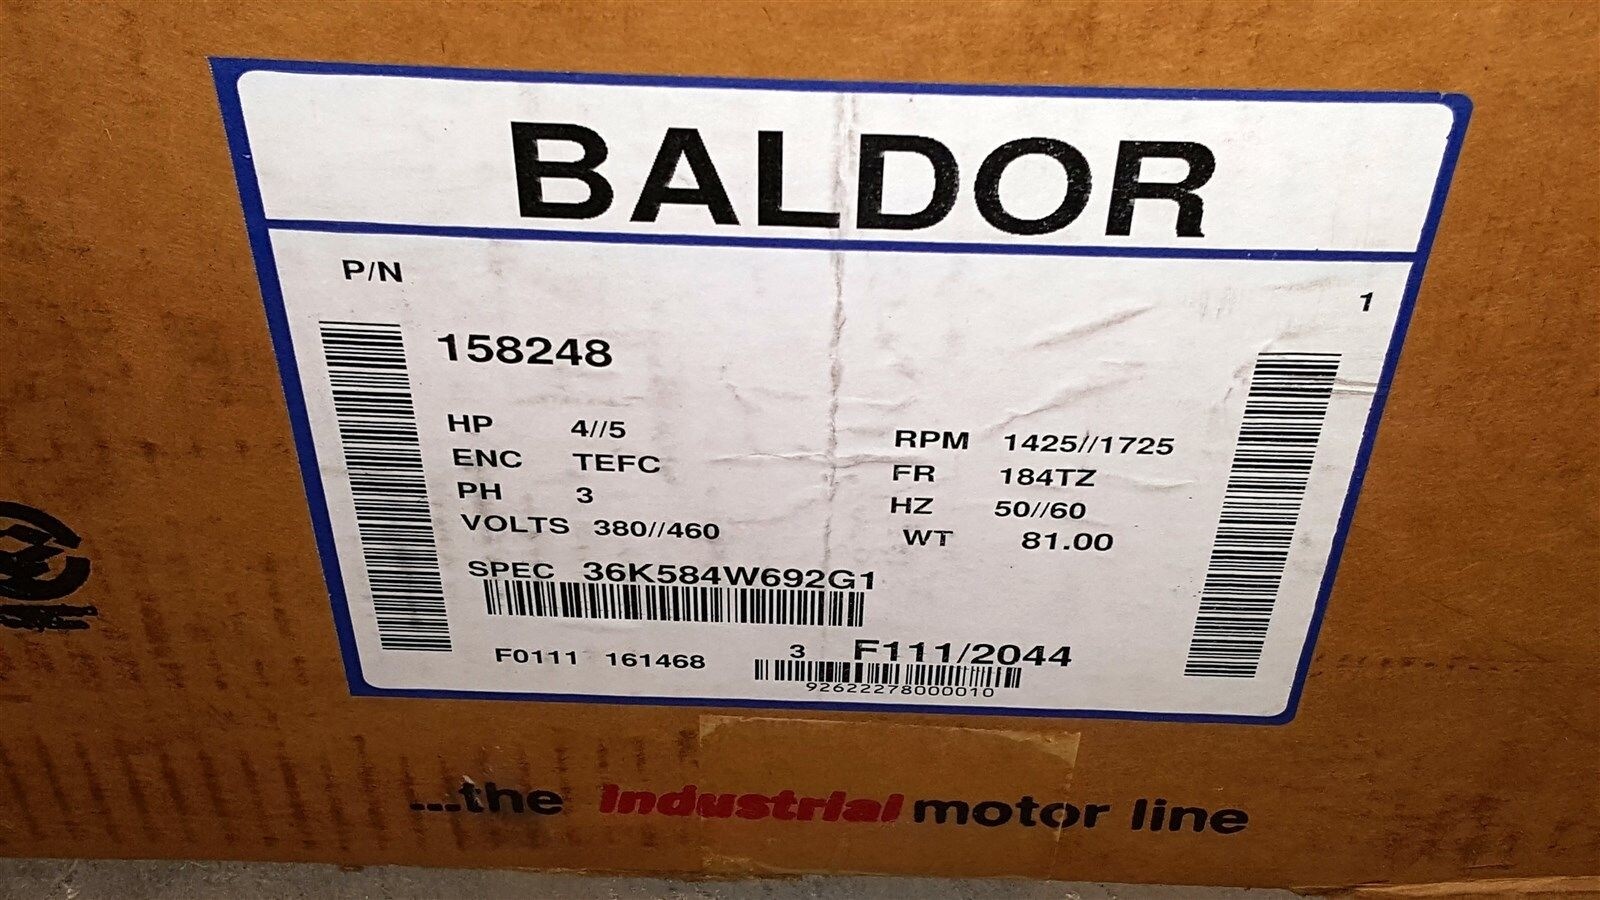 BALDOR
P/N
1
158248
HP 4//5
RPM 1425//1725
ENC TEFC
FR 184TZ
PH 3
HZ 50//60
VOLTS 380//460
WT 81.00
SPEC 36K584W692G1
F0111 161468
3 F111/2044
92622278000010
...the industrial motor line